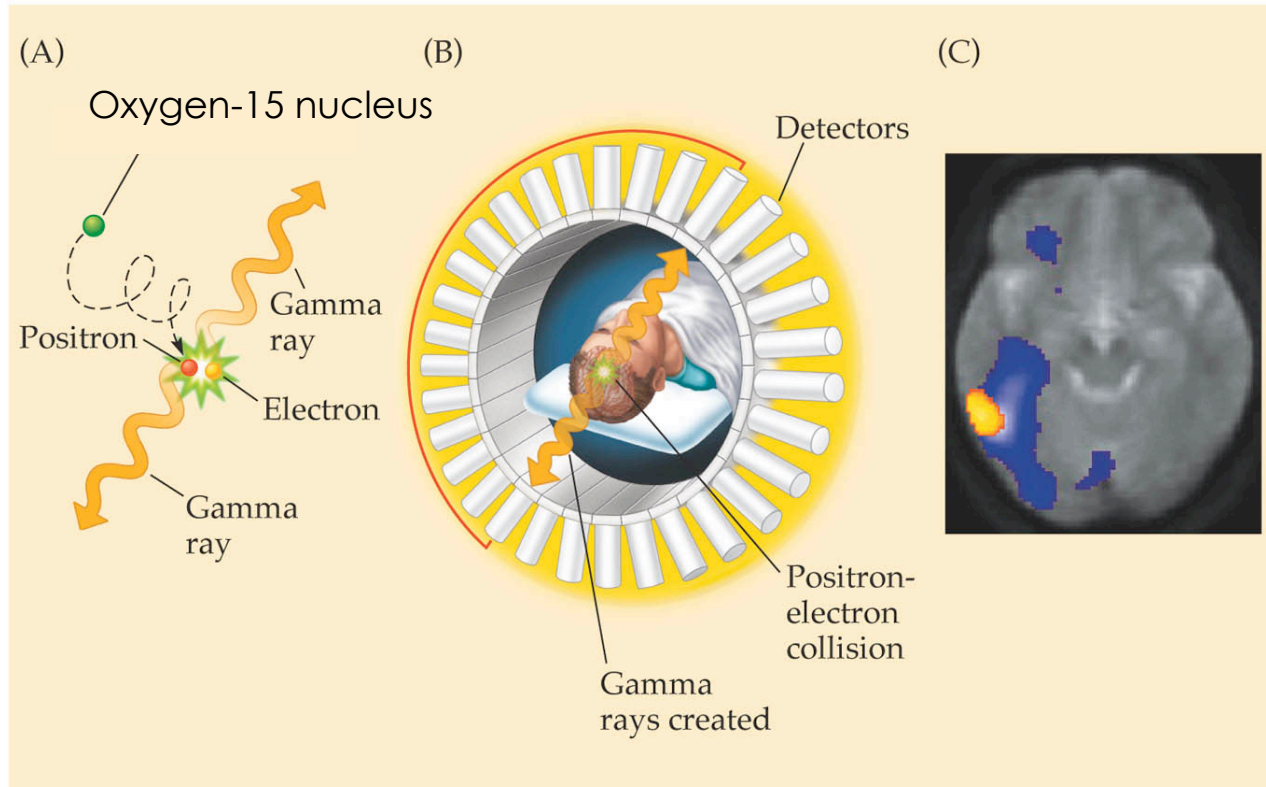 (A)
Oxygen-15 nucleus
Gamma
ray
Positron
Electron
Gamma
ray
(B)
Detectors
Positron-
electron
collision
Gamma
rays created
(C)